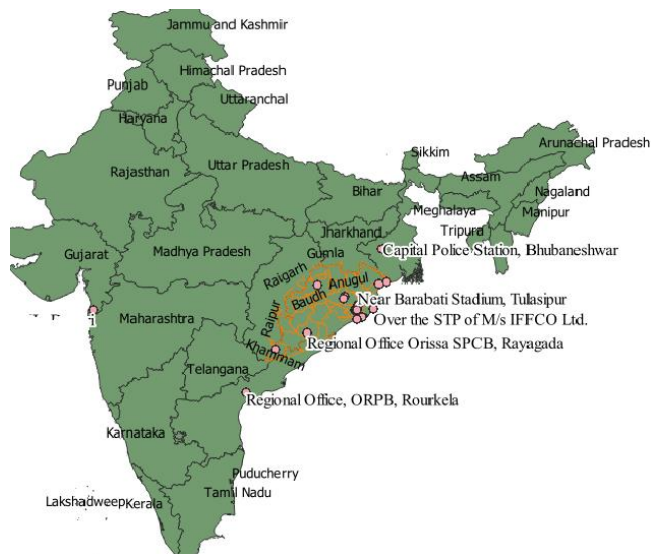 Jammu and Kashmir
Himachal Pradesh
Punjab
Uttaranchal
Haryana
Rajasthan
Uttar Pradesh
Sikkim
Arunachal Pradesh
Assam
Bihar
Nagaland
Meghalaya
Manipur
Tripura
Jharkhand
Gujarat
Madhya Pradesh
Gumla
Capital Police Station, Bhubaneshwar
Raigarh
Anugul
Baudh
Near Barabati Stadium, Tulasipur
Maharashtra
Raipur
Over the STP of M/s IFFCO Ltd.
Regional Office Orissa SPCB, Rayagada
Khammam
Telangana
Regional Office, ORPB, Rourkela
Karnataka
Puducherry
Lakshadweep
Kerala
Tamil Nadu